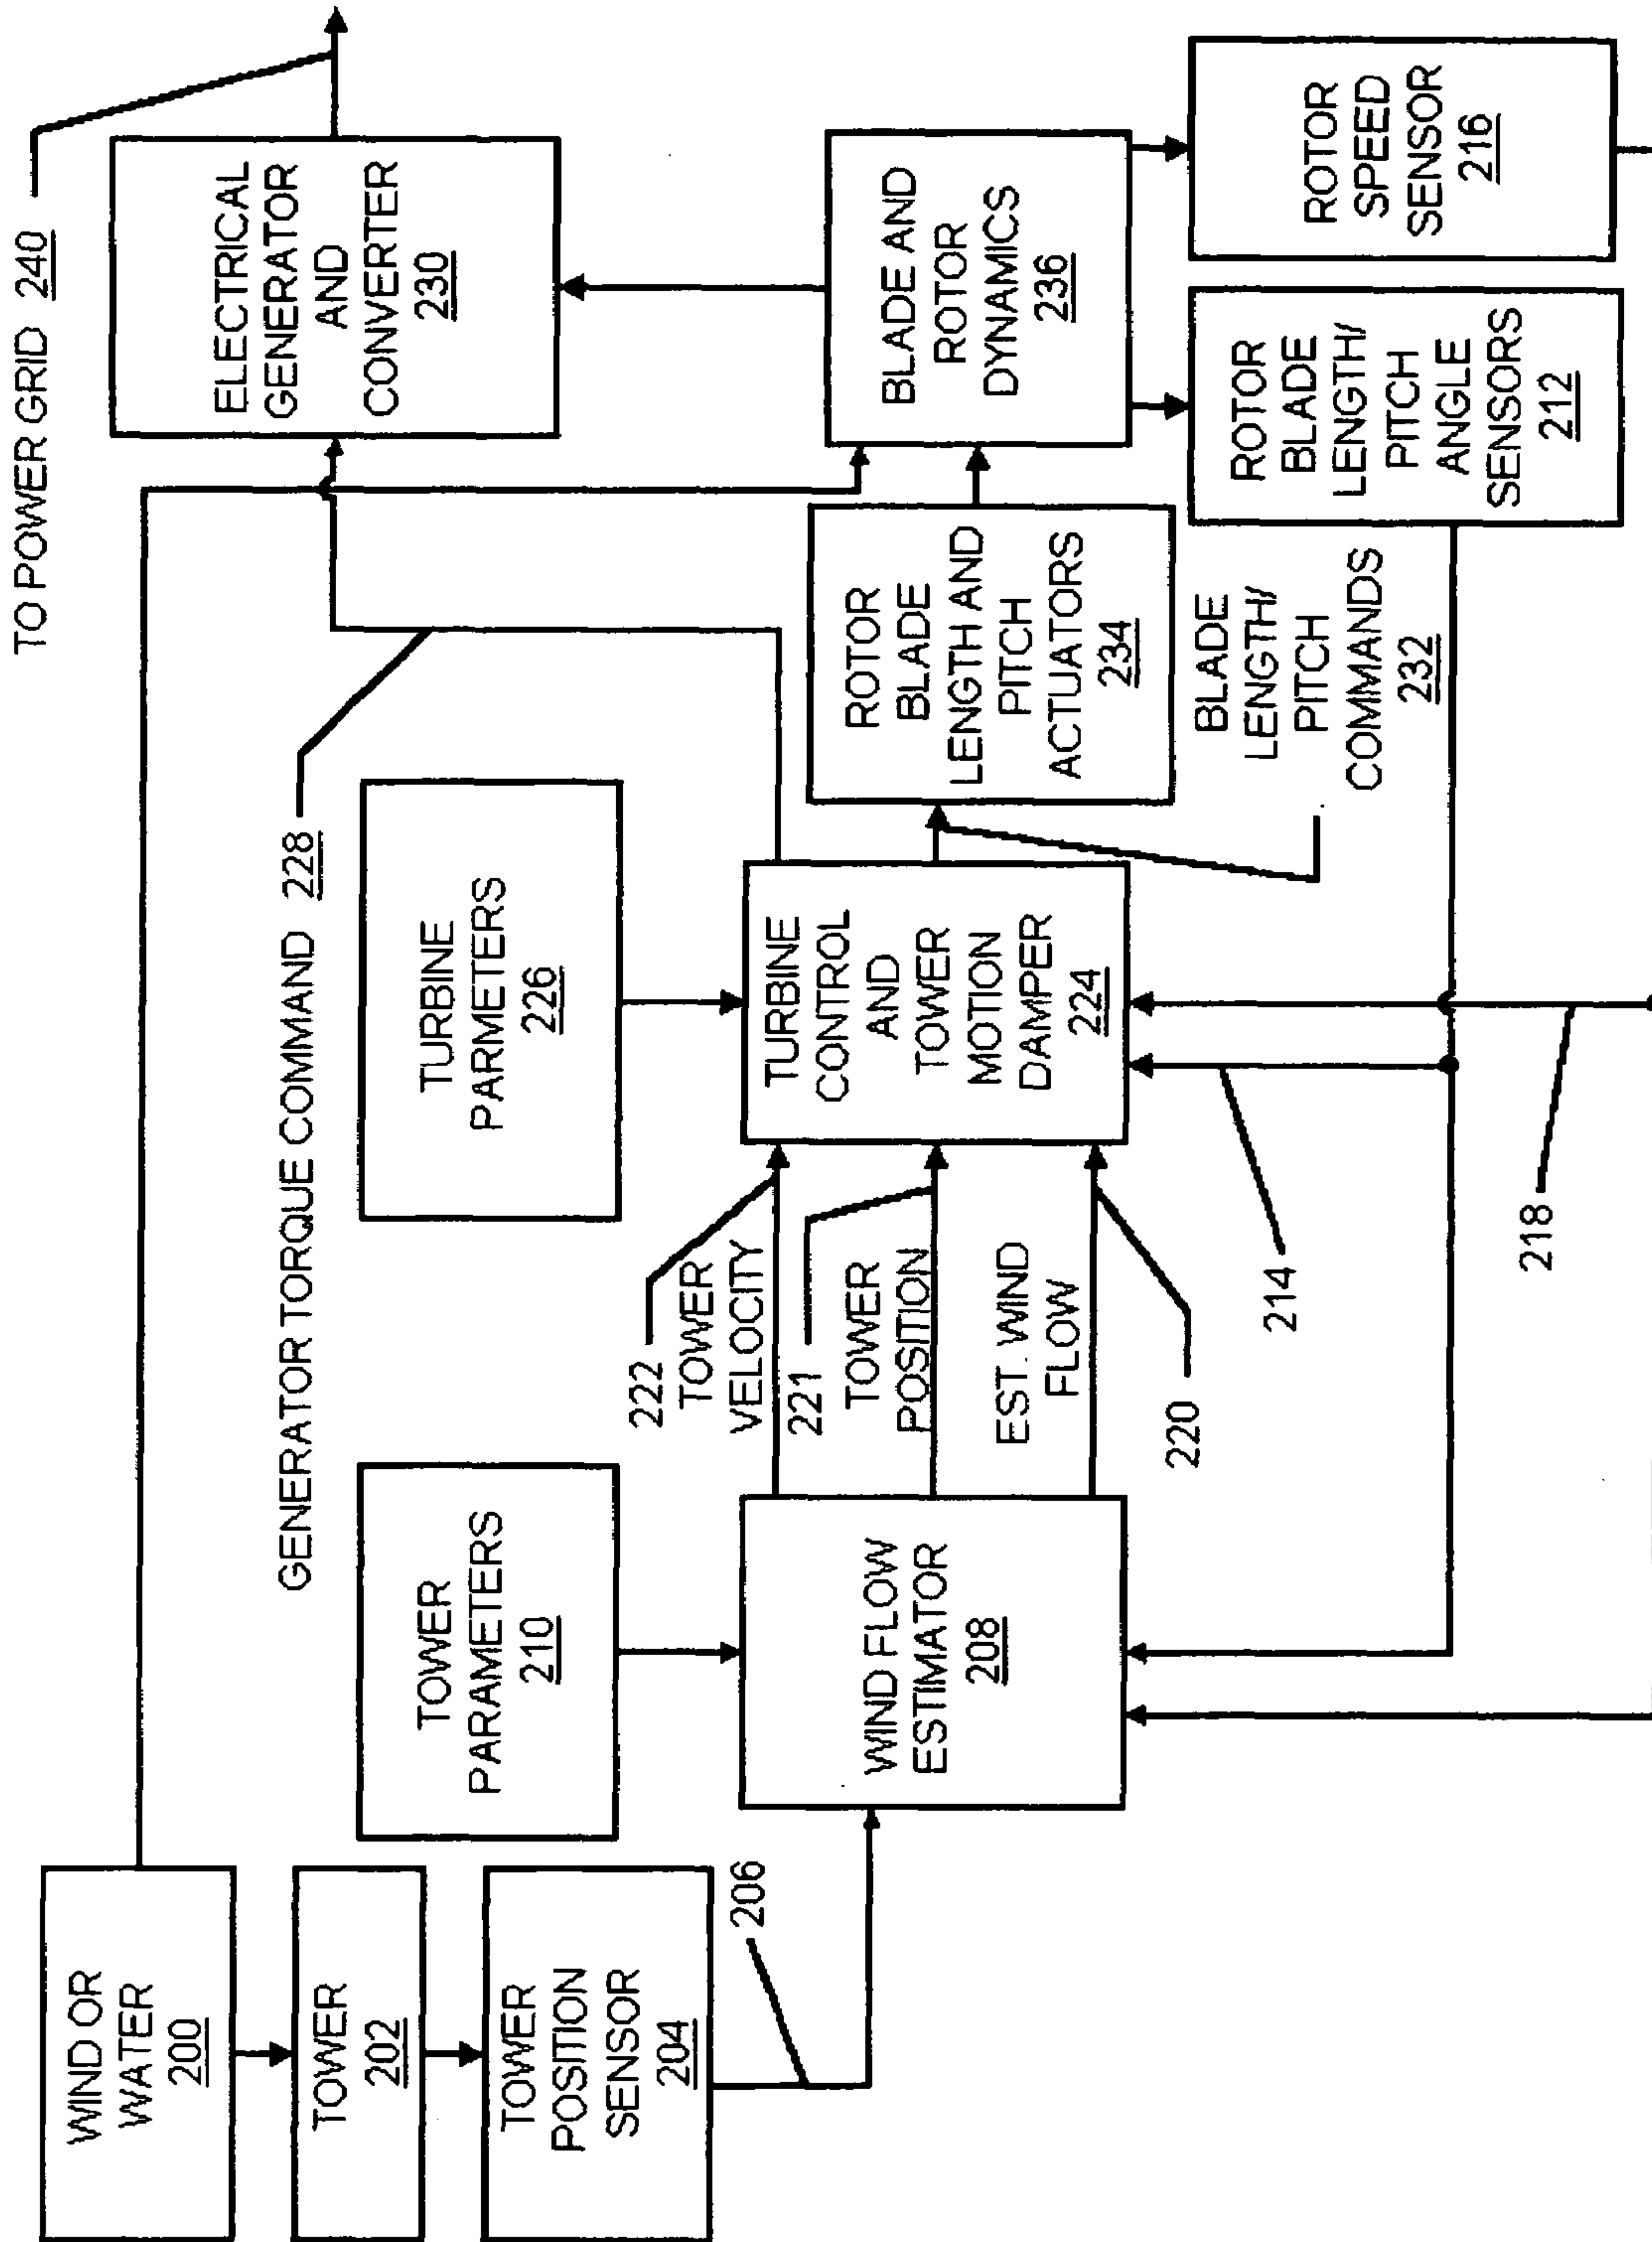 WIND OR
WATER
200
TOWER
202
TOWER
POSITION
SENSOR
204
206
TOWER
PARAMETERS
210
WIND FLOW
ESTIMATOR
208
222
TOWER
VELOCITY
221
TOWER
POSITION
EST. WIND
FLOW
220
214
218
GENERATOR TORQUE COMMAND 228
TURBINE
PARMETERS
226
TURBINE
CONTROL
AND
TOWER
MOTION
DAMPER
224
ROTOR
BLADE
LENGTH AND
PITCH
ACTUATORS
234
BLADE
LENGTH/
PITCH
COMMANDS
232
TO POWER GRID 240
ELECTRICAL
GENERATOR
AND
CONVERTER
230
BLADE AND
ROTOR
DYNAMICS
236
ROTOR
BLADE
LENGTH/
PITCH
ANGLE
SENSORS
212
ROTOR
SPEED
SENSOR
216